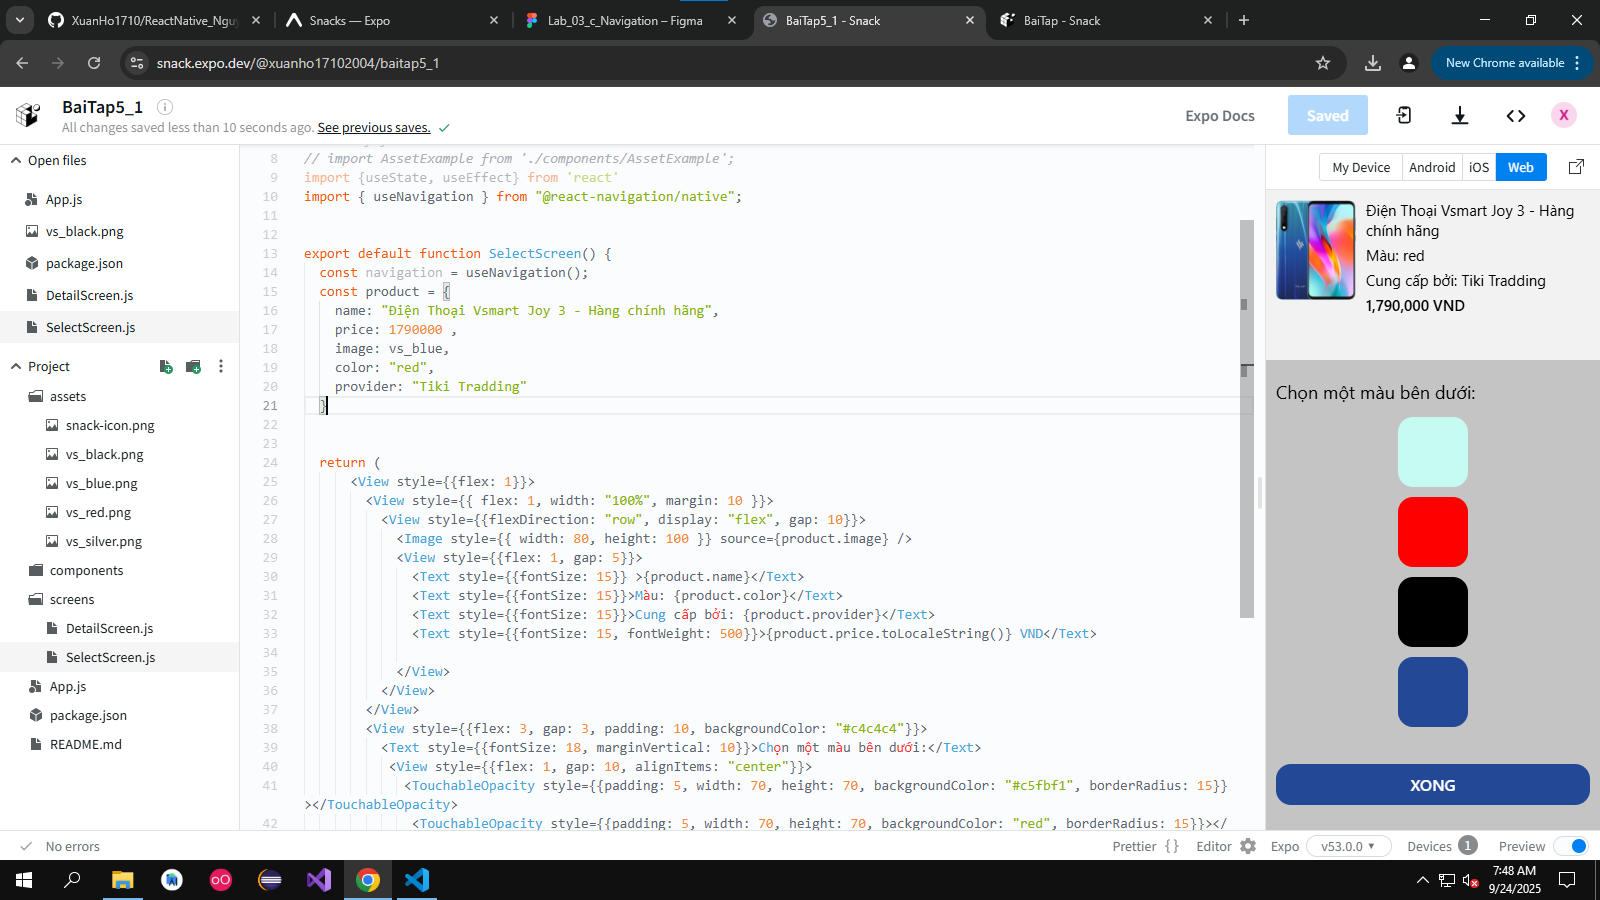 XuanHo1710/ReactNative_Nguy
Snacks — Expo
Lab_03_c_Navigation – Figma
BaiTap5_1 - Snack
BaiTap - Snack
snack.expo.dev/@xuanho17102004/baitap5_1
New Chrome available
BaiTap5_1
All changes saved less than 10 seconds ago. See previous saves.
Expo Docs
Saved
X
Open files
App.js
vs_black.png
package.json
DetailScreen.js
SelectScreen.js
Project
assets
snack-icon.png
vs_black.png
vs_blue.png
vs_red.png
vs_silver.png
components
screens
DetailScreen.js
SelectScreen.js
App.js
package.json
README.md
8 // import AssetExample from './components/AssetExample';
9 import {useState, useEffect} from 'react'
10 import { useNavigation } from "@react-navigation/native";
11
12
13 export default function SelectScreen() {
14 const navigation = useNavigation();
15 const product = {
16 name: "Điện Thoại Vsmart Joy 3 - Hàng chính hãng",
17 price: 1790000 ,
18 image: vs_blue,
19 color: "red",
20 provider: "Tiki Tradding"
21 }
22
23
24 return (
25 <View style={{flex: 1}}>
26 <View style={{ flex: 1, width: "100%", margin: 10 }}>
27 <View style={{flexDirection: "row", display: "flex", gap: 10}}>
28 <Image style={{ width: 80, height: 100 }} source={product.image} />
29 <View style={{flex: 1, gap: 5}}>
30 <Text style={{fontSize: 15}} >{product.name}</Text>
31 <Text style={{fontSize: 15}}>Màu: {product.color}</Text>
32 <Text style={{fontSize: 15}}>Cung cấp bởi: {product.provider}</Text>
33 <Text style={{fontSize: 15, fontWeight: 500}}>{product.price.toLocaleString()} VND</Text>
34
35 </View>
36 </View>
37 </View>
38 <View style={{flex: 3, gap: 3, padding: 10, backgroundColor: "#c4c4c4"}}>
39 <Text style={{fontSize: 18, marginVertical: 10}}>Chọn một màu bên dưới:</Text>
40 <View style={{flex: 1, gap: 10, alignItems: "center"}}>
41 <TouchableOpacity style={{padding: 5, width: 70, height: 70, backgroundColor: "#c5fbf1", borderRadius: 15}}
></TouchableOpacity>
42 <TouchableOpacity style={{padding: 5, width: 70, height: 70, backgroundColor: "red", borderRadius: 15}}></
My Device
Android
iOS
Web
Điện Thoại Vsmart Joy 3 - Hàng
chính hãng
Màu: red
Cung cấp bởi: Tiki Tradding
1,790,000 VND
Chọn một màu bên dưới:
XONG
No errors
Prettier { }
Editor
Expo
v53.0.0
Devices 1
Preview
7:48 AM
9/24/2025